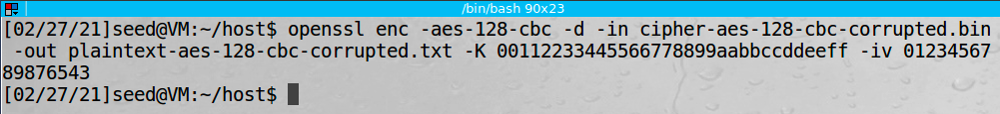 /bin/bash 90x23
[02/27/21]seed@VM:~/host$ openssl enc -aes-128-cbc -d -in cipher-aes-128-cbc-corrupted.bin
-out plaintext-aes-128-cbc-corrupted.txt -K 00112233445566778899aabbccddeeff -iv 01234567
89876543
[02/27/21]seed@VM:~/host$